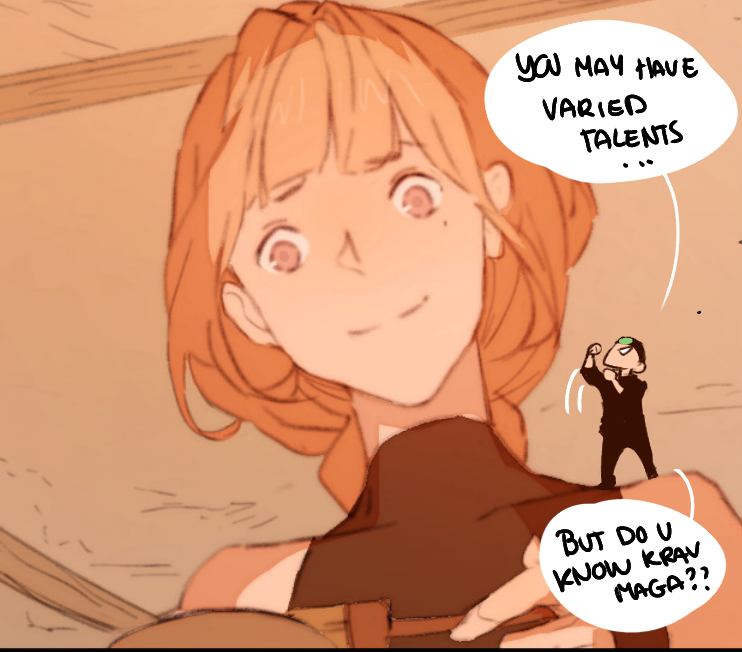 YOU MAY HAVE
VARIED
TALENTS
...
BUT DO U
KNOW KRAV
MAGA??